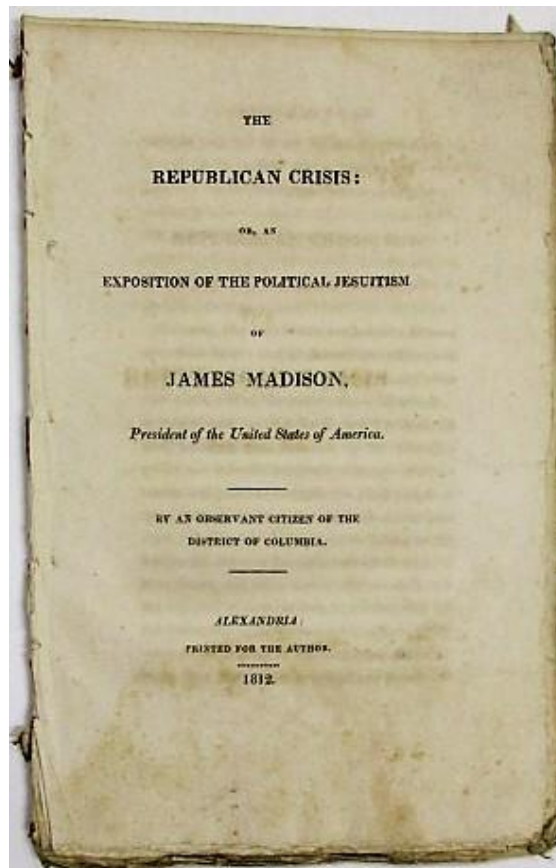 THE
REPUBLICAN CRISIS:
OR, AN
EXPOSITION OF THE POLITICAL JESUITISM
OF
JAMES MADISON,
President of the United States of America.
BY AN OBSERVANT CITIZEN OF THE
DISTRICT OF COLUMBIA.
ALEXANDRIA:
PRINTED FOR THE AUTHOR.
1812.